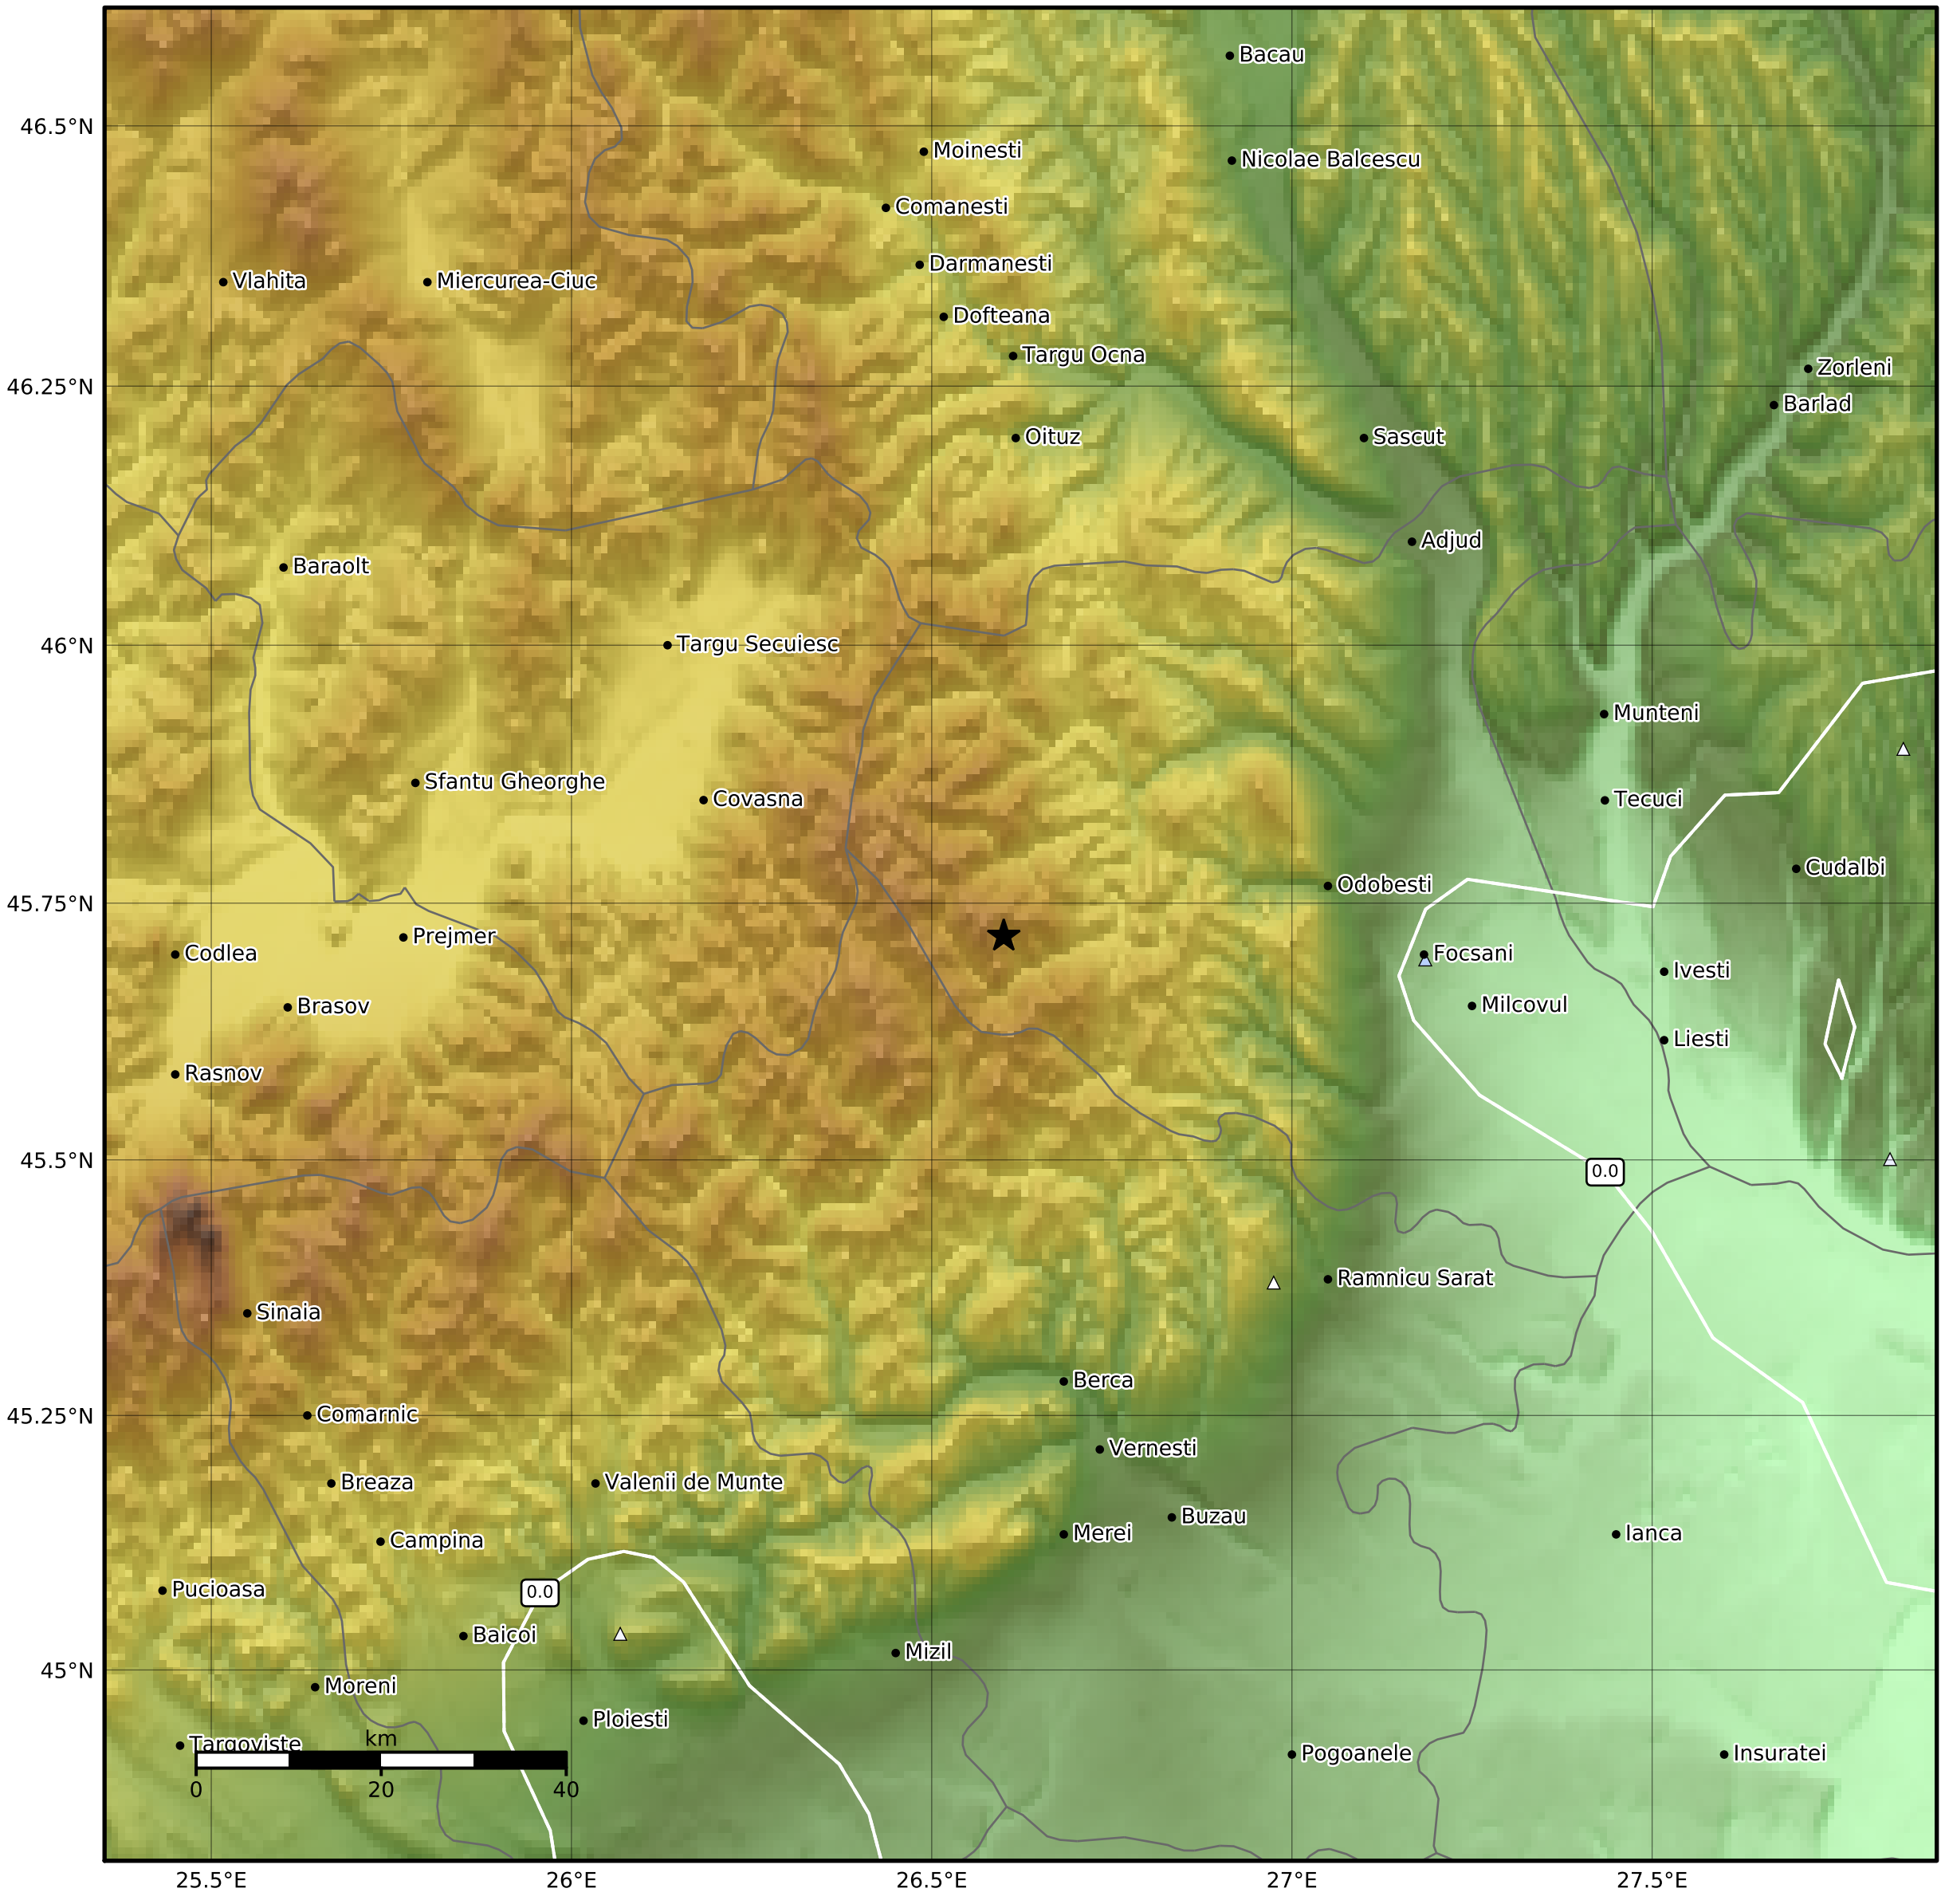 Bacau
46.5°N
Moinesti
Nicolae Balcescu
Comanesti
Darmanesti
Vlahita
Miercurea-Ciuc
Dofteana
Targu Ocna
Zorleni
46.25°N
Barlad
Oituz
Sascut
Adjud
Baraolt
46°N
Targu Secuiesc
Munteni
Sfantu Gheorghe
Covasna
Tecuci
Cudalbi
Odobesti
45.75°N
Prejmer
Codlea
Focsani
Ivesti
Brasov
Milcovul
Liesti
Rasnov
45.5°N
0.0
Ramnicu Sarat
Sinaia
Berca
45.25°N
Comarnic
Vernesti
Breaza
Valenii de Munte
Buzau
Merei
Ianca
Campina
Pucioasa
0.0
Baicoi
Mizil
45°N
Moreni
Ploiesti
Targoviste
km
Pogoanele
Insuratei
0 20 40
25.5°E 26°E 26.5°E 27°E 27.5°E